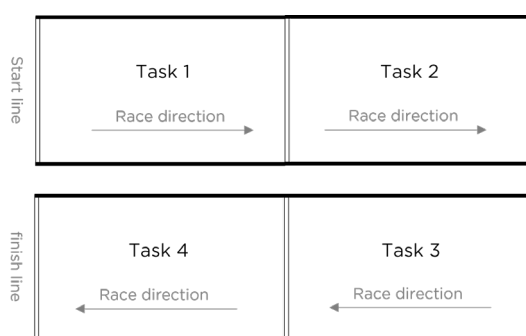 Start line
Task 1
Race direction
Task 2
Race direction
finish line
Task 4
Race direction
Task 3
Race direction